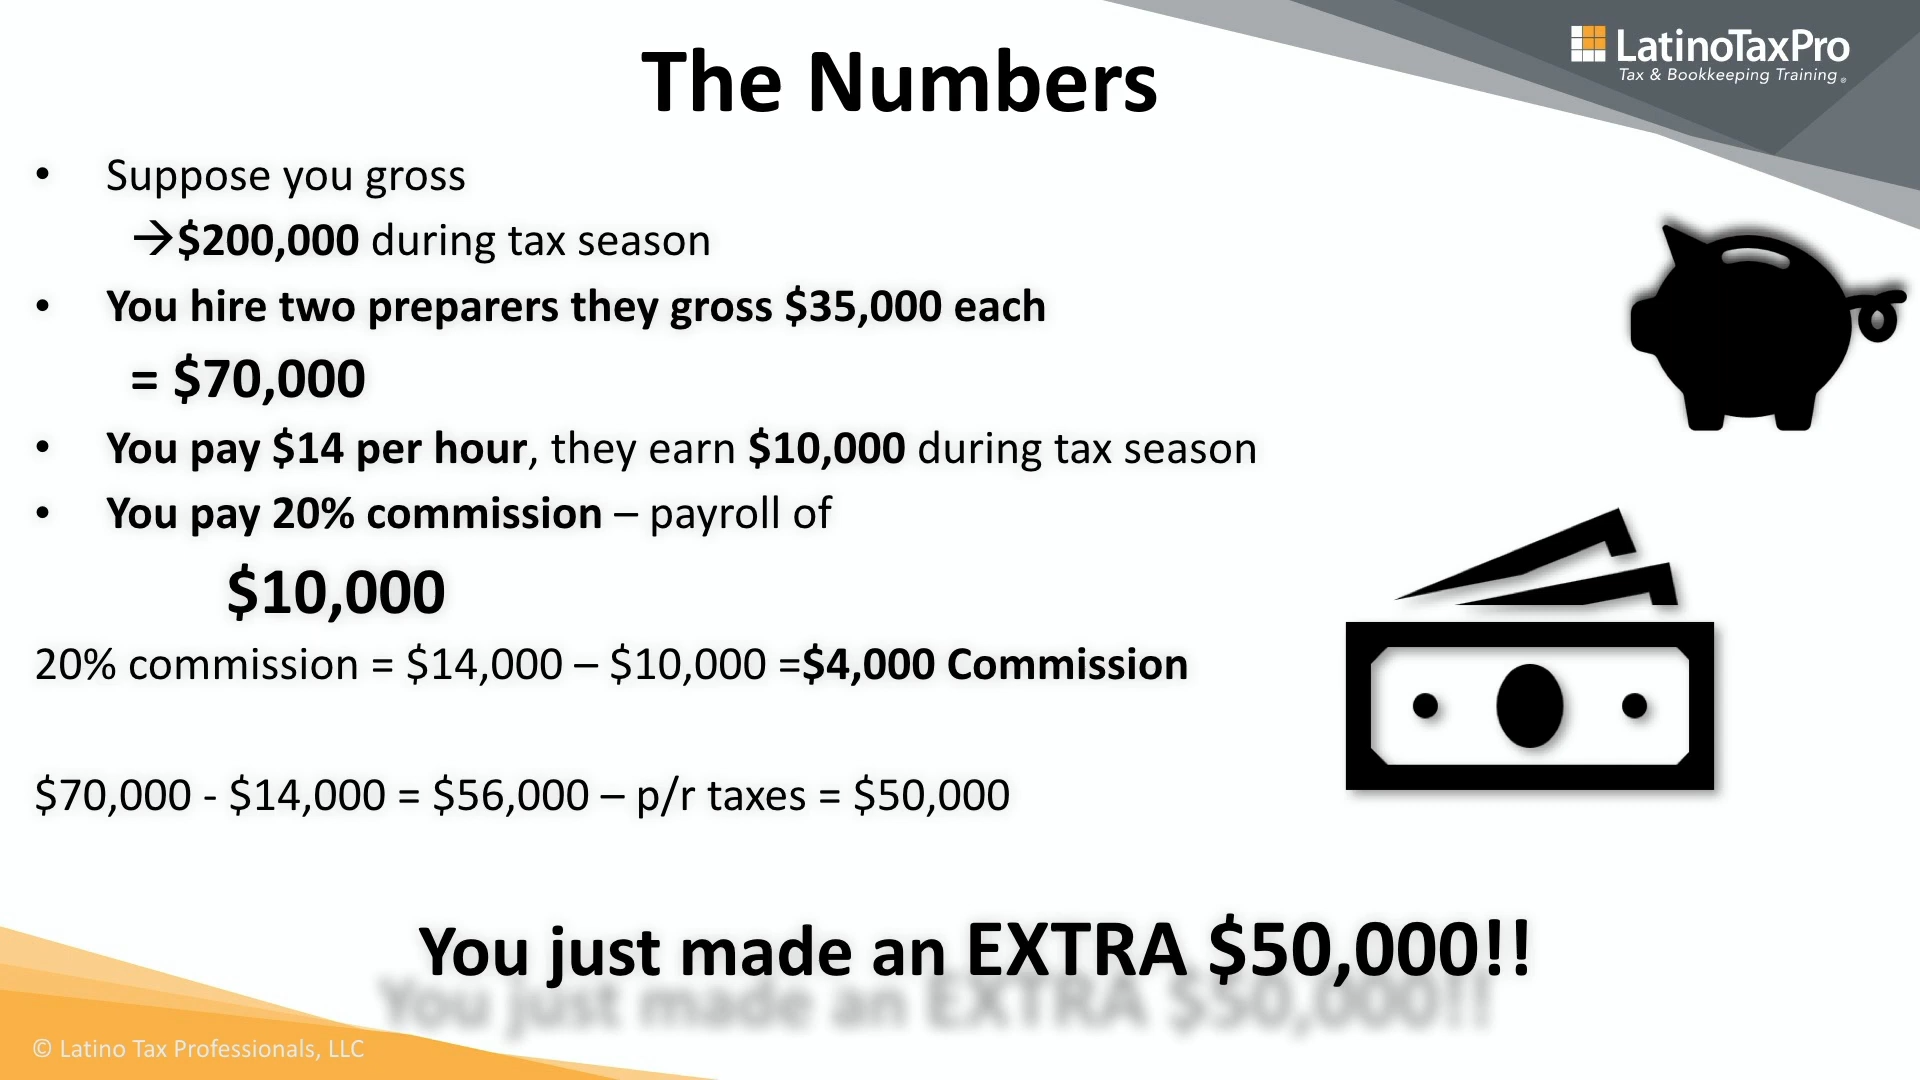 The Numbers
LatinoTaxPro
Tax & Bookkeeping Training®
• Suppose you gross
→$200,000 during tax season
• You hire two preparers they gross $35,000 each
= $70,000
• You pay $14 per hour, they earn $10,000 during tax season
• You pay 20% commission – payroll of
$10,000
20% commission = $14,000 – $10,000 =$4,000 Commission
$70,000 - $14,000 = $56,000 – p/r taxes = $50,000
You just made an EXTRA $50,000!!
© Latino Tax Professionals, LLC